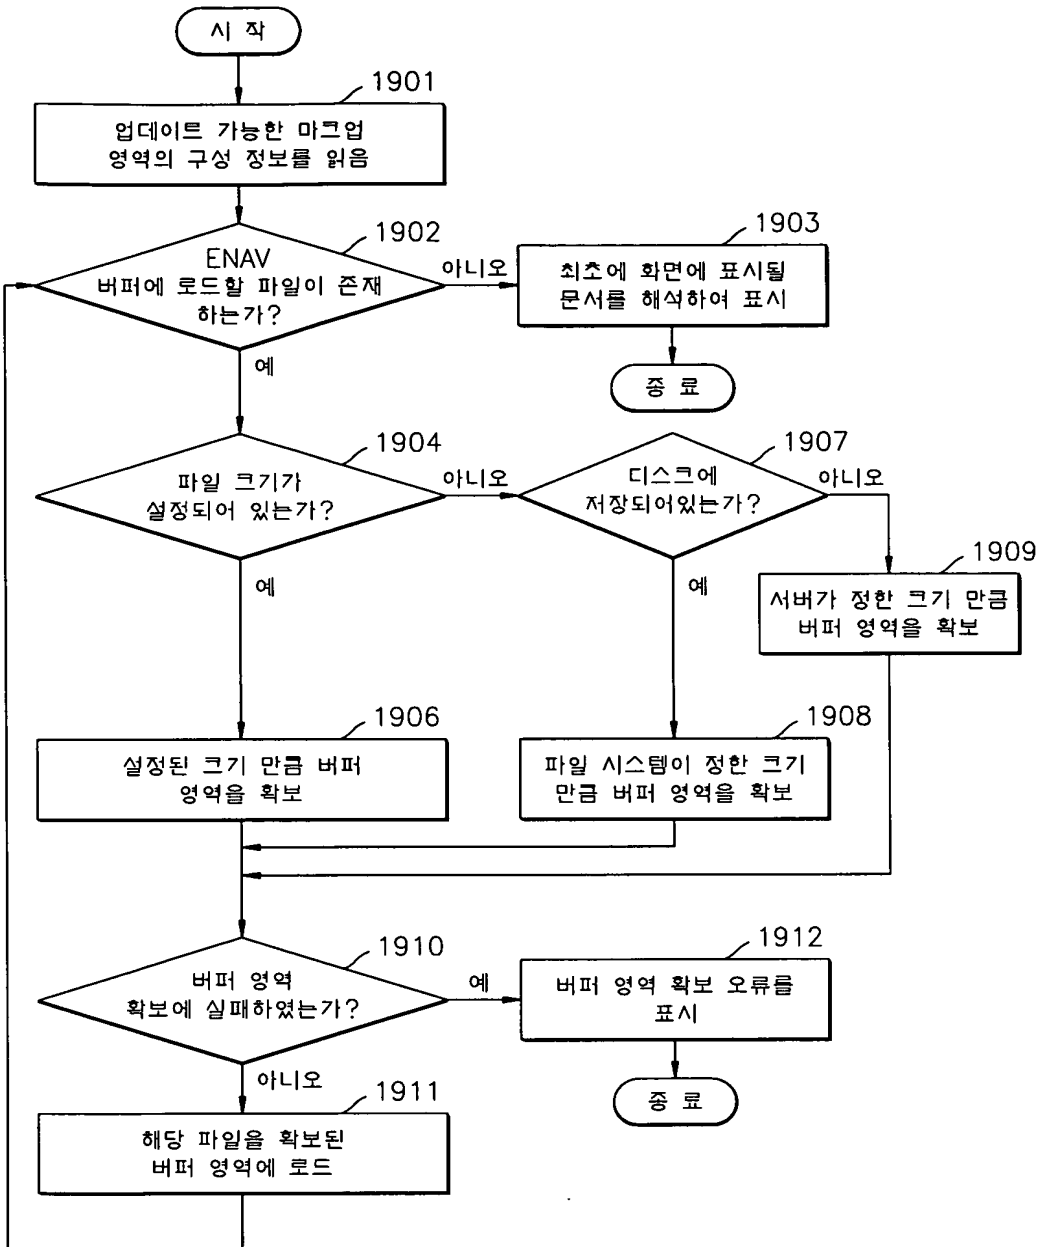 시 작
1901
업데이트 가능한 마크업
영역의 구성 정보를 읽음
1902
ENAV
버퍼에 로드할 파일이 존재
하는가?
아니오
예
1903
최초에 화면에 표시될
문서를 해석하여 표시
종 료
1904
파일 크기가
설정되어 있는가?
아니오
예
1907
디스크에
저장되어있는가?
아니오
예
1909
서버가 정한 크기 만큼
버퍼 영역을 확보
1906
설정된 크기 만큼 버퍼
영역을 확보
1908
파일 시스템이 정한 크기
만큼 버퍼 영역을 확보
1910
버퍼 영역
확보에 실패하였는가?
예
아니오
1912
버퍼 영역 확보 오류를
표시
종 료
1911
해당 파일을 확보된
버퍼 영역에 로드